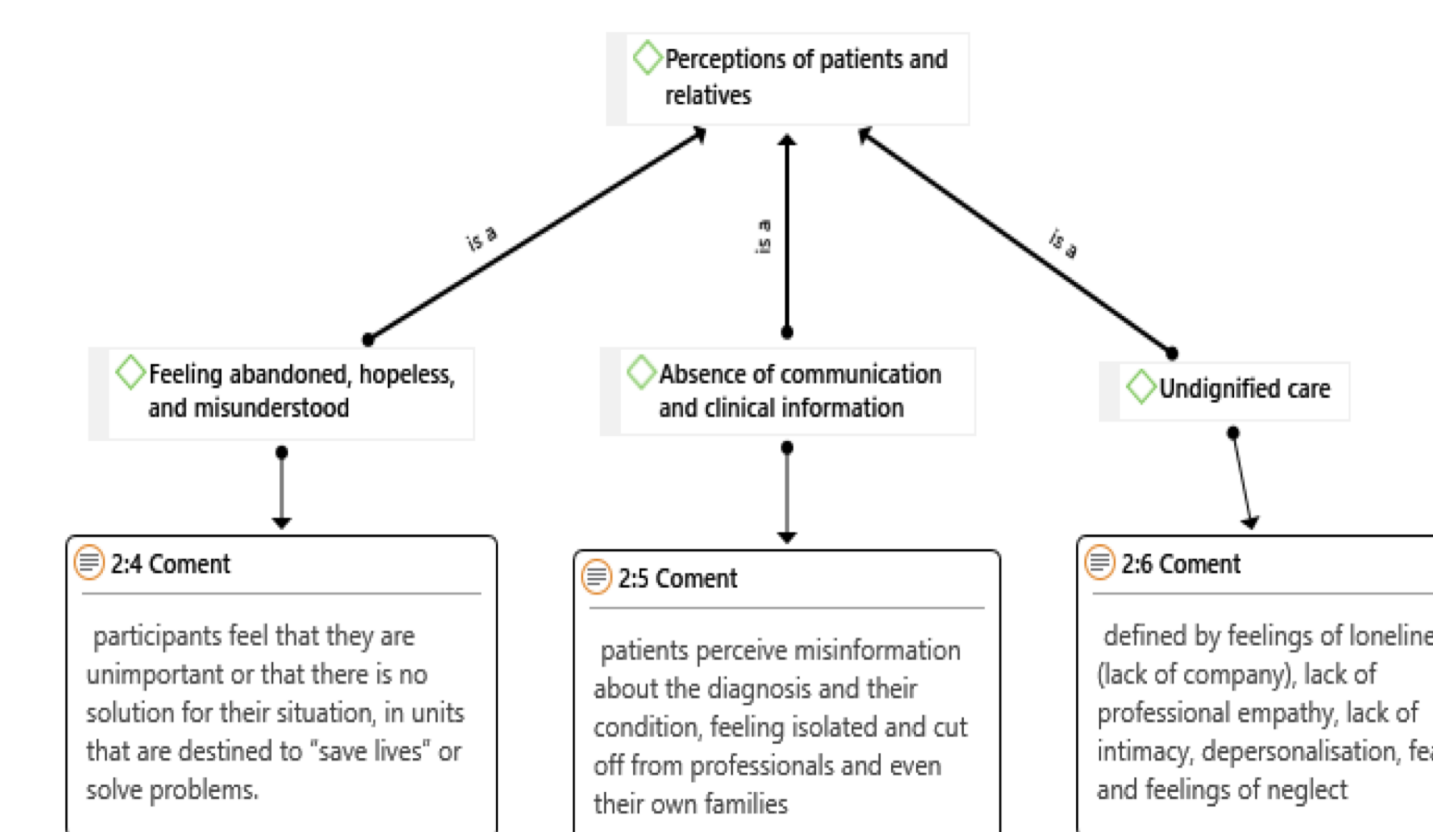 Perceptions of patients and
relatives
is a
is a
is a
Feeling abandoned, hopeless,
and misunderstood
Absence of communication
and clinical information
Undignified care
2:4 Coment
participants feel that they are
unimportant or that there is no
solution for their situation, in units
that are destined to “save lives” or
solve problems.
2:5 Coment
patients perceive misinformation
about the diagnosis and their
condition, feeling isolated and cut
off from professionals and even
their own families
2:6 Coment
defined by feelings of
(lack of company), lack of
professional empathy, lack of
intimacy, depersonalisation,
and feelings of neglect